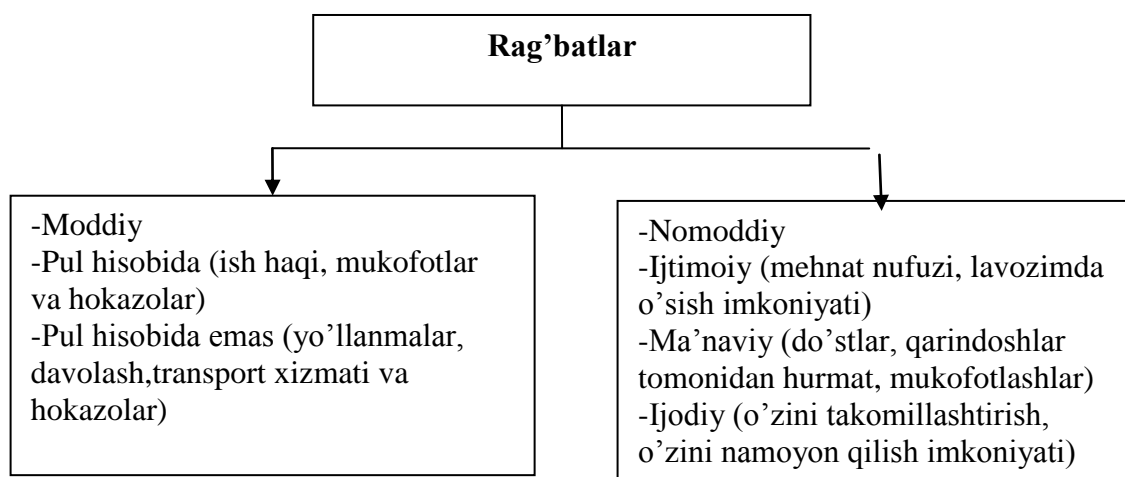 Rag’batlar
-Moddiy
-Pul hisobida (ish haqi, mukofotlar
va hokazolar)
-Pul hisobida emas (yo’llanmalar,
davolash,transport xizmati va
hokazolar)
-Nomoddiy
-Ijtimoiy (mehnat nufuzi, lavozimda
o’sish imkoniyati)
-Ma’naviy (do’stlar, qarindoshlar
tomonidan hurmat, mukofotlashlar)
-Ijodiy (o’zini takomillashtirish,
o’zini namoyon qilish imkoniyati)